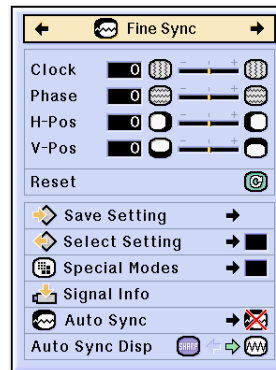 Fine Sync
Clock 0 - +
Phase 0 - +
H-Pos 0 - +
V-Pos 0 - +
Reset
Save Setting
Select Setting
Special Modes
Signal Info
Auto Sync
Auto Sync Disp